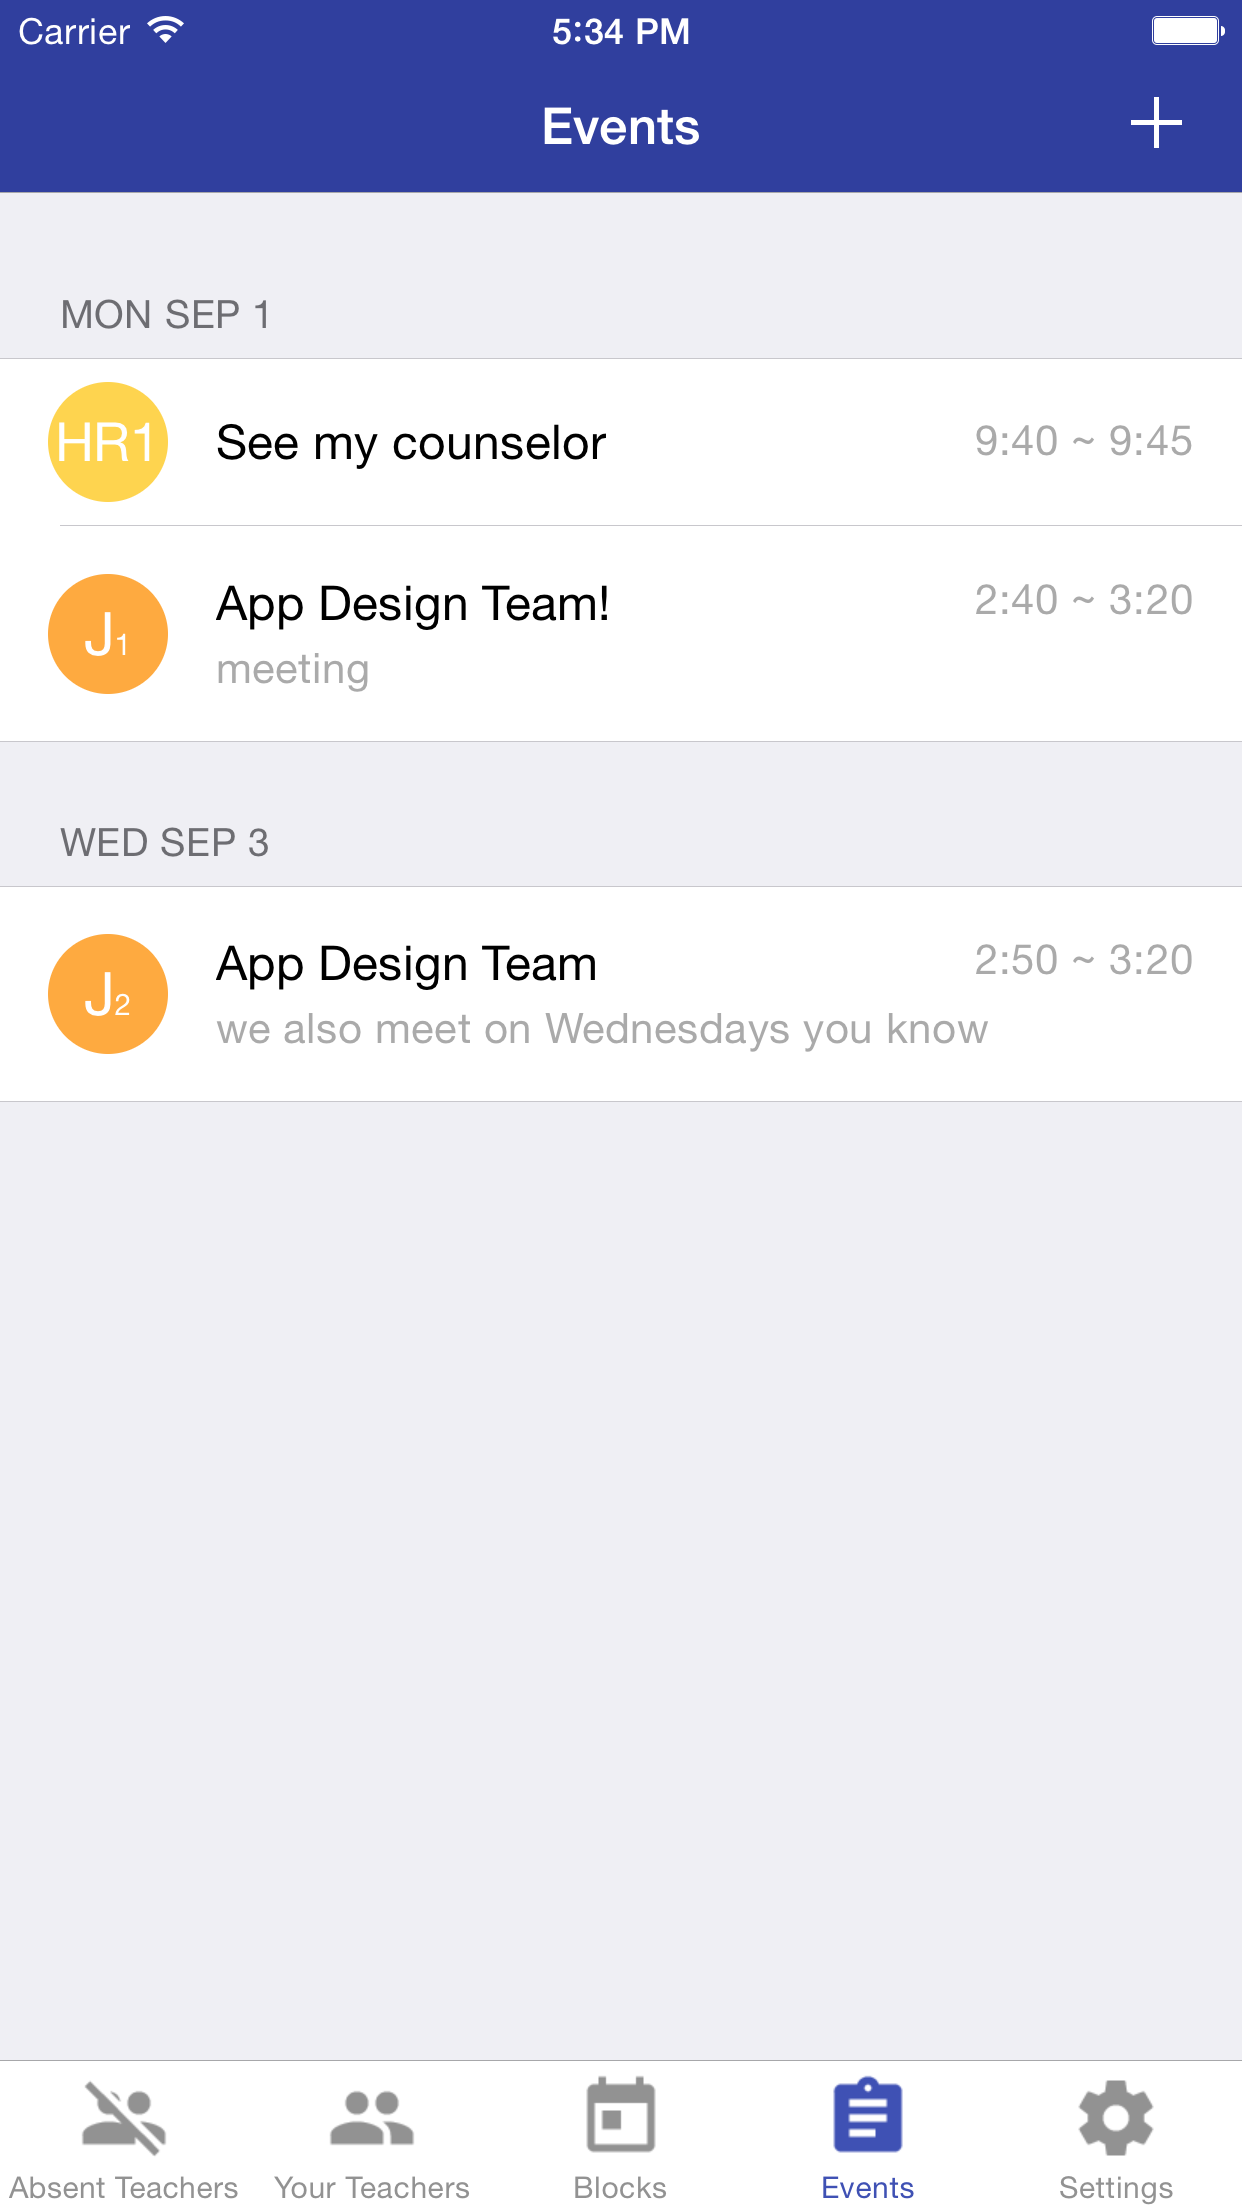 Carrier 5:34 PM
Events
MON SEP 1
HR1 See my counselor 9:40 ~ 9:45
J1 App Design Team! 2:40 ~ 3:20
meeting
WED SEP 3
J2 App Design Team 2:50 ~ 3:20
we also meet on Wednesdays you know
Absent Teachers Your Teachers Blocks Events Settings